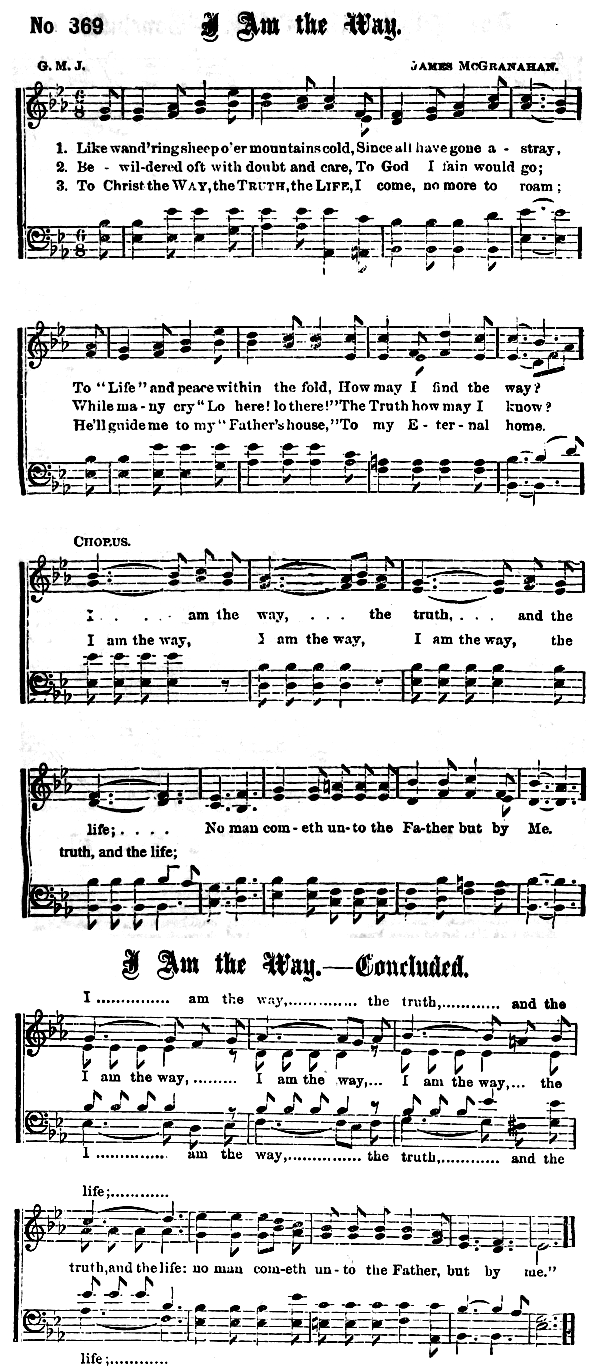 No 369 I Am the Way.
G. M. J. JAMES MCGRANAHAN.
1. Like wand'ring sheep o'er mountains cold, Since all have gone a - stray,
2. Be - wil-dered oft with doubt and care, To God I fain would go;
3. To Christ the WAY, the TRUTH, the LIFE, I come, no more to roam;
To "Life" and peace within the fold, How may I find the way?
While ma-ny cry "Lo here! lo there!" The Truth how may I know?
He'll guide me to my "Father's house," To my E - ter - nal home.
CHORUS.
I . . . . am the way, . . . the truth, . . . and the
I am the way, I am the way, I am the way, the
life; . . . . No man com - eth un - to the Fa-ther but by Me.
truth, and the life;
I Am the Way.—Concluded.
I ............... am the way,.............. the truth,............ and the
I am the way, ......... I am the way,... I am the way,... the
I .............. am the way,............... the truth,............ and the
life;............
truth, and the life: no man com-eth un - to the Father, but by me."
life;............